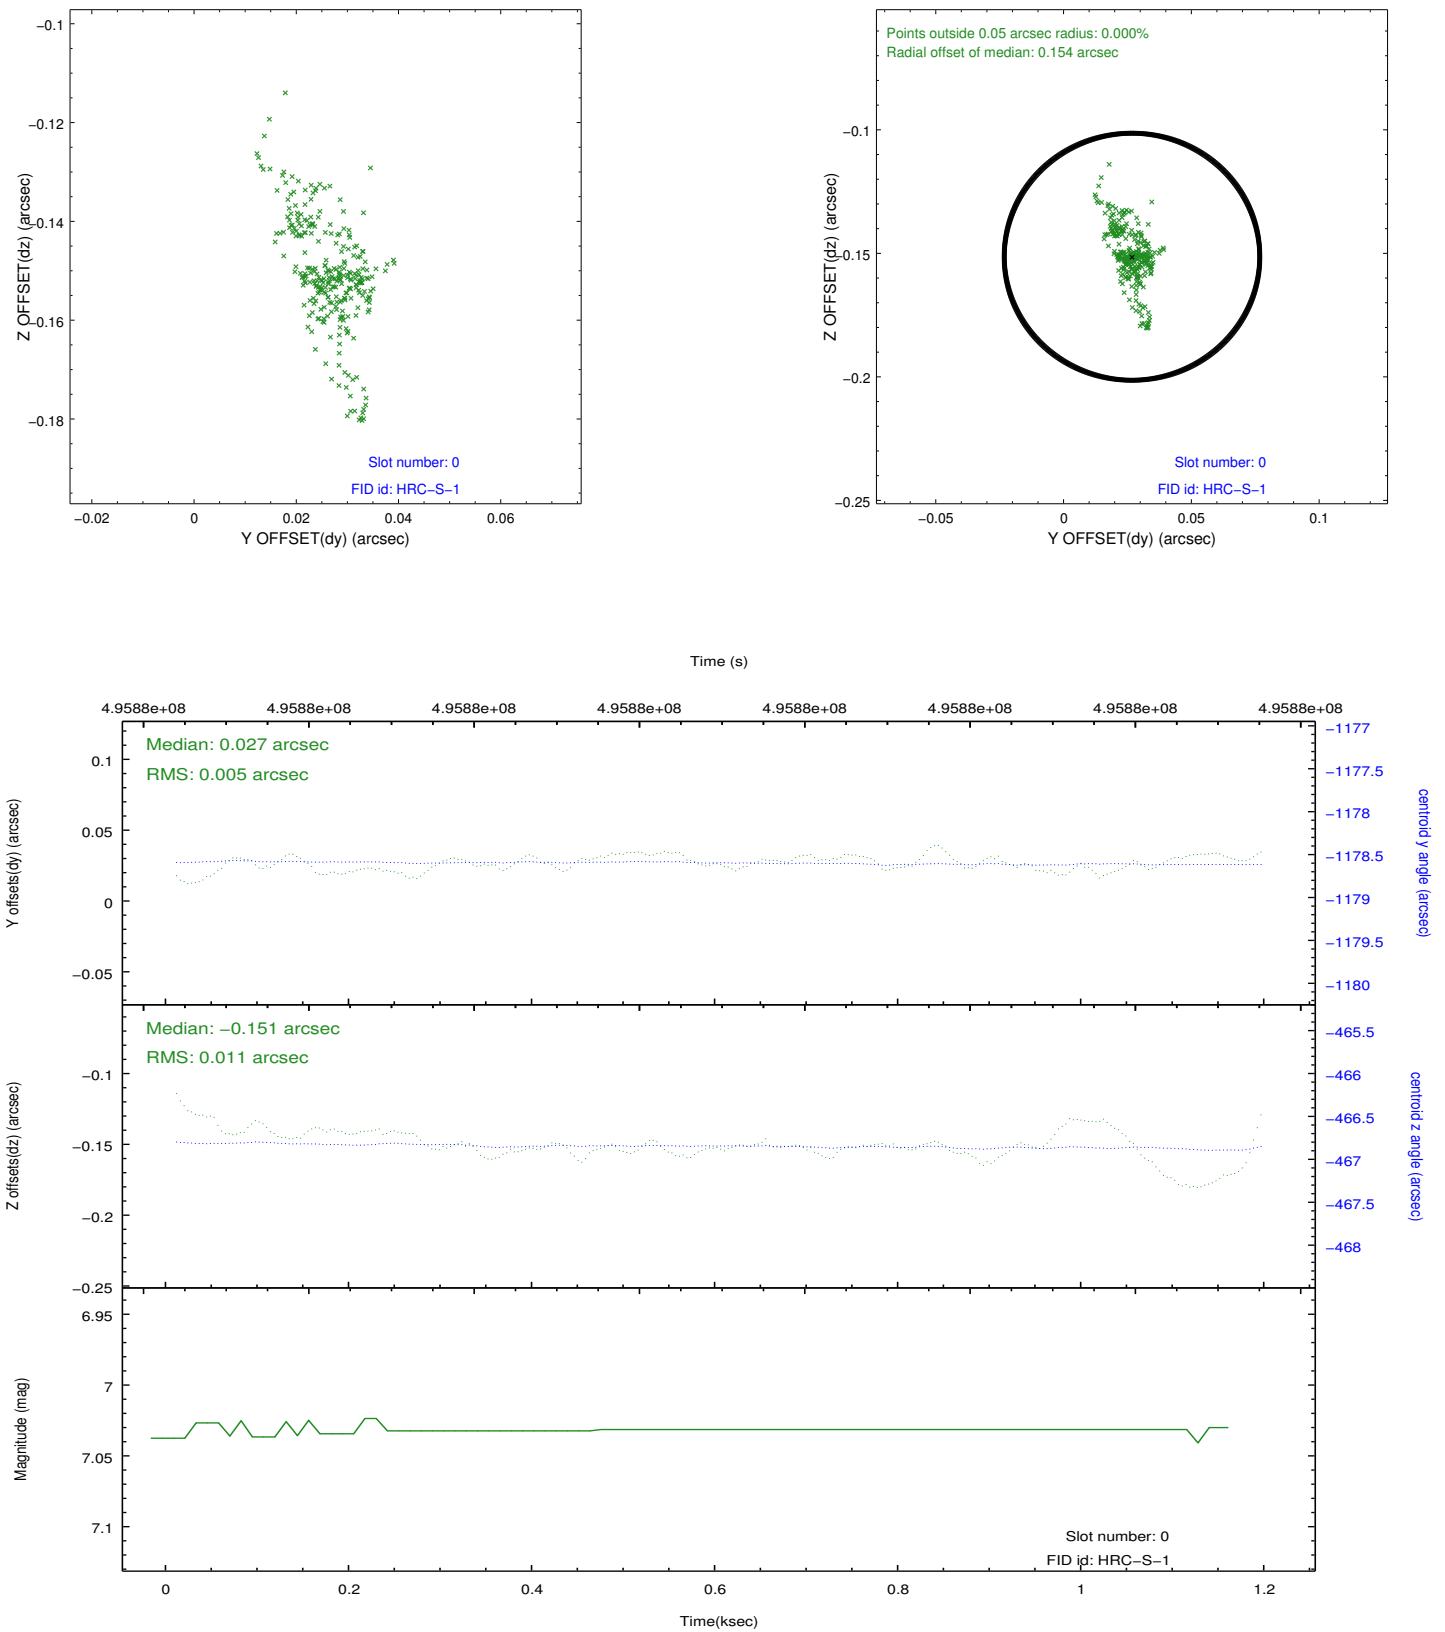 −0.1
−0.12
−0.14
−0.16
−0.18
Z OFFSET(dz) (arcsec)
Slot number: 0
FID id: HRC−S−1
−0.02
0
0.02
0.04
0.06
Y OFFSET(dy) (arcsec)
Points outside 0.05 arcsec radius: 0.000%
Radial offset of median: 0.154 arcsec
−0.1
−0.15
−0.2
−0.25
Z OFFSET(dz) (arcsec)
Slot number: 0
FID id: HRC−S−1
−0.05
0
0.05
0.1
Y OFFSET(dy) (arcsec)
Time (s)
4.9588e+08 4.9588e+08 4.9588e+08 4.9588e+08 4.9588e+08 4.9588e+08 4.9588e+08 4.9588e+08
Median: 0.027 arcsec
RMS: 0.005 arcsec
0.1
0.05
0
−0.05
Y offsets(dy) (arcsec)
−1177
−1177.5
−1178
−1178.5
−1179
−1179.5
−1180
centroid y angle (arcsec)
Median: −0.151 arcsec
RMS: 0.011 arcsec
−0.1
−0.15
−0.2
−0.25
Z offsets(dz) (arcsec)
−465.5
−466
−466.5
−467
−467.5
−468
centroid z angle (arcsec)
6.95
7
7.05
7.1
Magnitude (mag)
Slot number: 0
FID id: HRC−S−1
0 0.2 0.4 0.6 0.8 1 1.2
Time(ksec)